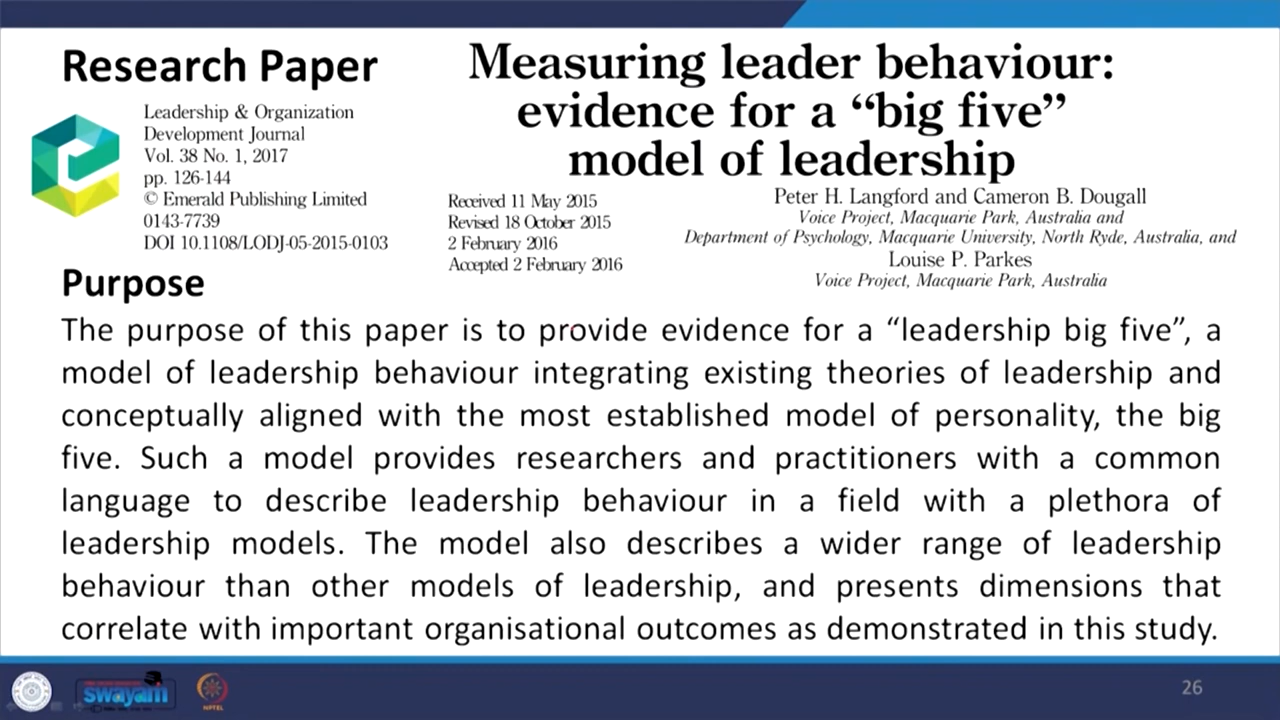 Research Paper
Measuring leader behaviour:
evidence for a “big five”
model of leadership
Leadership & Organization
Development Journal
Vol. 38 No. 1, 2017
pp. 126-144
© Emerald Publishing Limited
0143-7739
DOI 10.1108/LODJ-05-2015-0103
Received 11 May 2015
Revised 18 October 2015
2 February 2016
Accepted 2 February 2016
Peter H. Langford and Cameron B. Dougall
Voice Project, Macquarie Park, Australia and
Department of Psychology, Macquarie University, North Ryde, Australia, and
Louise P. Parkes
Voice Project, Macquarie Park, Australia
Purpose
The purpose of this paper is to provide evidence for a “leadership big five”, a
model of leadership behaviour integrating existing theories of leadership and
conceptually aligned with the most established model of personality, the big
five. Such a model provides researchers and practitioners with a common
language to describe leadership behaviour in a field with a plethora of
leadership models. The model also describes a wider range of leadership
behaviour than other models of leadership, and presents dimensions that
correlate with important organisational outcomes as demonstrated in this study.
swayam
NPTEL
26